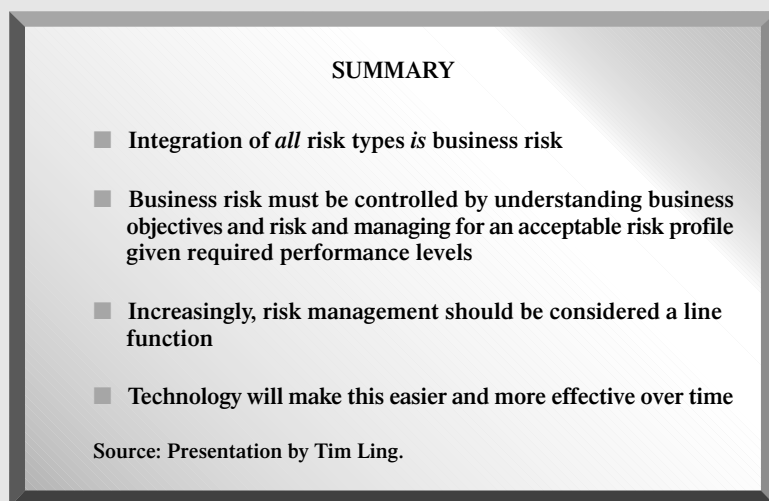 SUMMARY
Integration of all risk types is business risk
Business risk must be controlled by understanding business
objectives and risk and managing for an acceptable risk profile
given required performance levels
Increasingly, risk management should be considered a line
function
Technology will make this easier and more effective over time
Source: Presentation by Tim Ling.